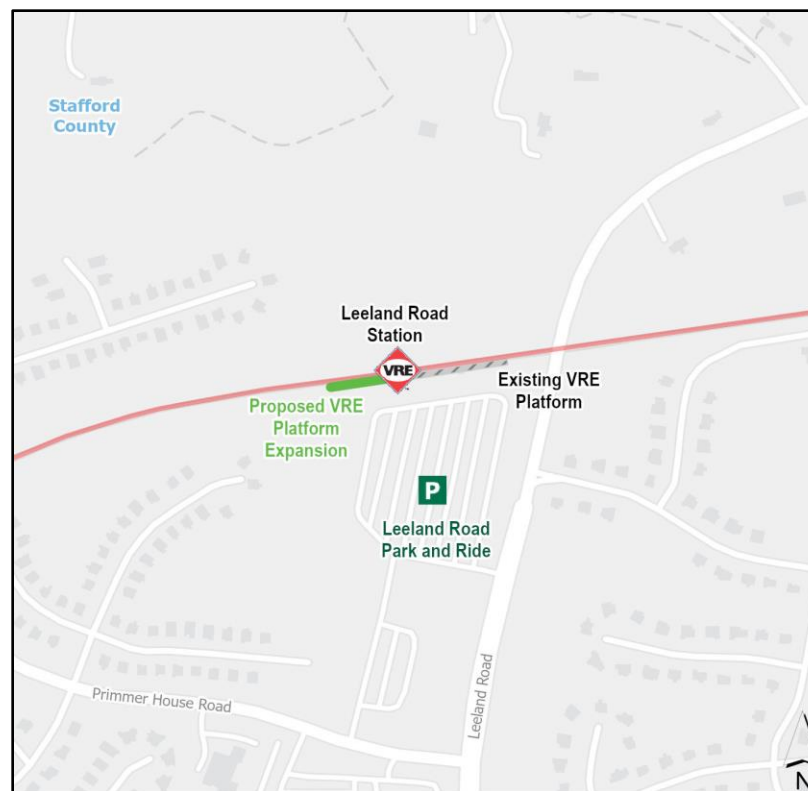 Stafford
County
Leeland Road
Station
VRE
Existing VRE
Platform
Proposed VRE
Platform
Expansion
P
Leeland Road
Park and Ride
Primmer House Road
Leeland Road
N